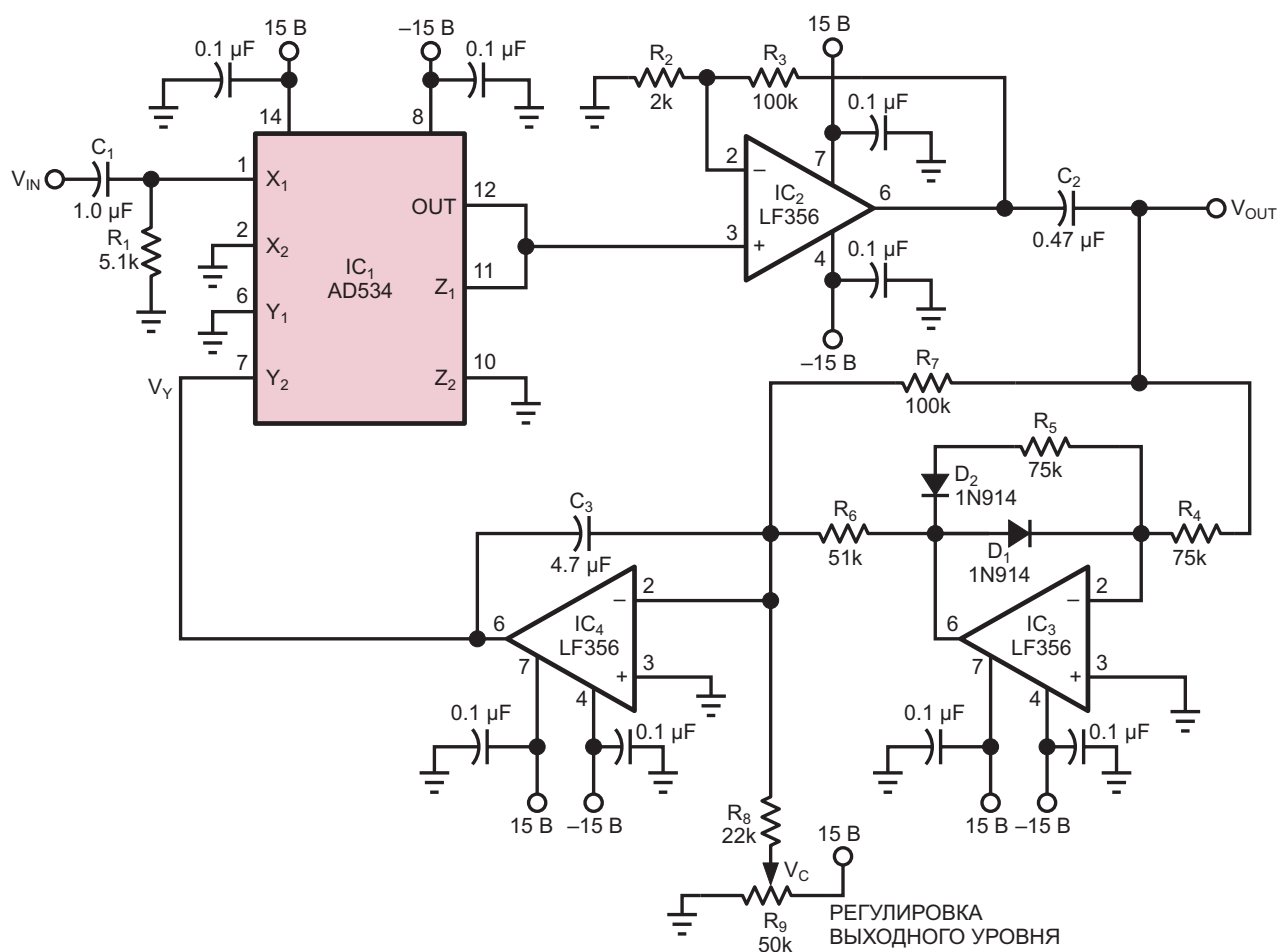 15 В
–15 В
0.1 µF
0.1 µF
14
8
C1
VIN
1.0 µF
R1
5.1k
1
X1
2
X2
6
Y1
7
Y2
VY
IC1
AD534
OUT
12
Z1
11
Z2
10
R2
2k
R3
100k
15 В
0.1 µF
7
2
–
IC2
LF356
3
+
6
4
0.1 µF
–15 В
C2
0.47 µF
VOUT
R7
100k
R5
75k
D2
1N914
R6
51k
D1
1N914
R4
75k
C3
4.7 µF
2
–
IC4
LF356
6
3
+
7
4
0.1 µF
0.1 µF
15 В
–15 В
2
–
IC3
LF356
6
3
+
7
4
0.1 µF
0.1 µF
15 В
–15 В
R8
22k
15 В
VC
R9
50k
РЕГУЛИРОВКА
ВЫХОДНОГО УРОВНЯ